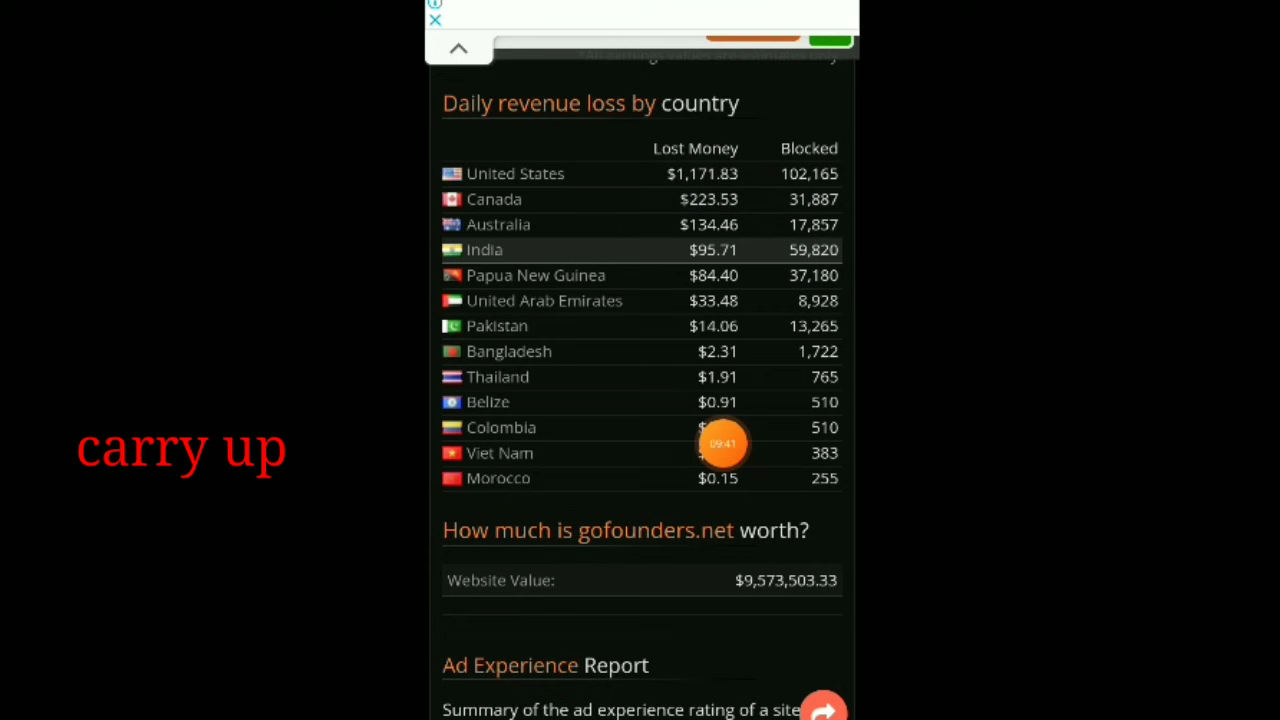 Daily revenue loss by country
Lost Money Blocked
United States $1,171.83 102,165
Canada $223.53 31,887
Australia $134.46 17,857
India $95.71 59,820
Papua New Guinea $84.40 37,180
United Arab Emirates $33.48 8,928
Pakistan $14.06 13,265
Bangladesh $2.31 1,722
Thailand $1.91 765
Belize $0.91 510
Colombia 510
09:41
Viet Nam 383
carry up
Morocco $0.15 255
How much is gofounders.net worth?
Website Value: $9,573,503.33
Ad Experience Report
Summary of the ad experience rating of a site